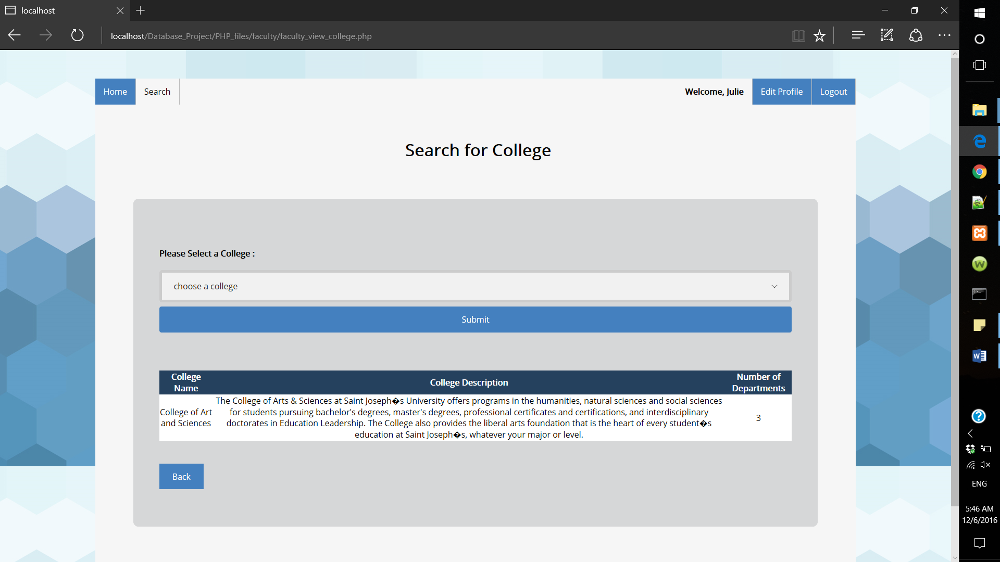 localhost
localhost/Database_Project/PHP_files/faculty/faculty_view_college.php
Home
Search
Welcome, Julie
Edit Profile
Logout
Search for College
Please Select a College :
choose a college
Submit
College
Name
College Description
Number of
Departments
College of Art
and Sciences
The College of Arts & Sciences at Saint Joseph�s University offers programs in the humanities, natural sciences and social sciences
for students pursuing bachelor's degrees, master's degrees, professional certificates and certifications, and interdisciplinary
doctorates in Education Leadership. The College also provides the liberal arts foundation that is the heart of every student�s
education at Saint Joseph�s, whatever your major or level.
3
Back
ENG
5:46 AM
12/6/2016